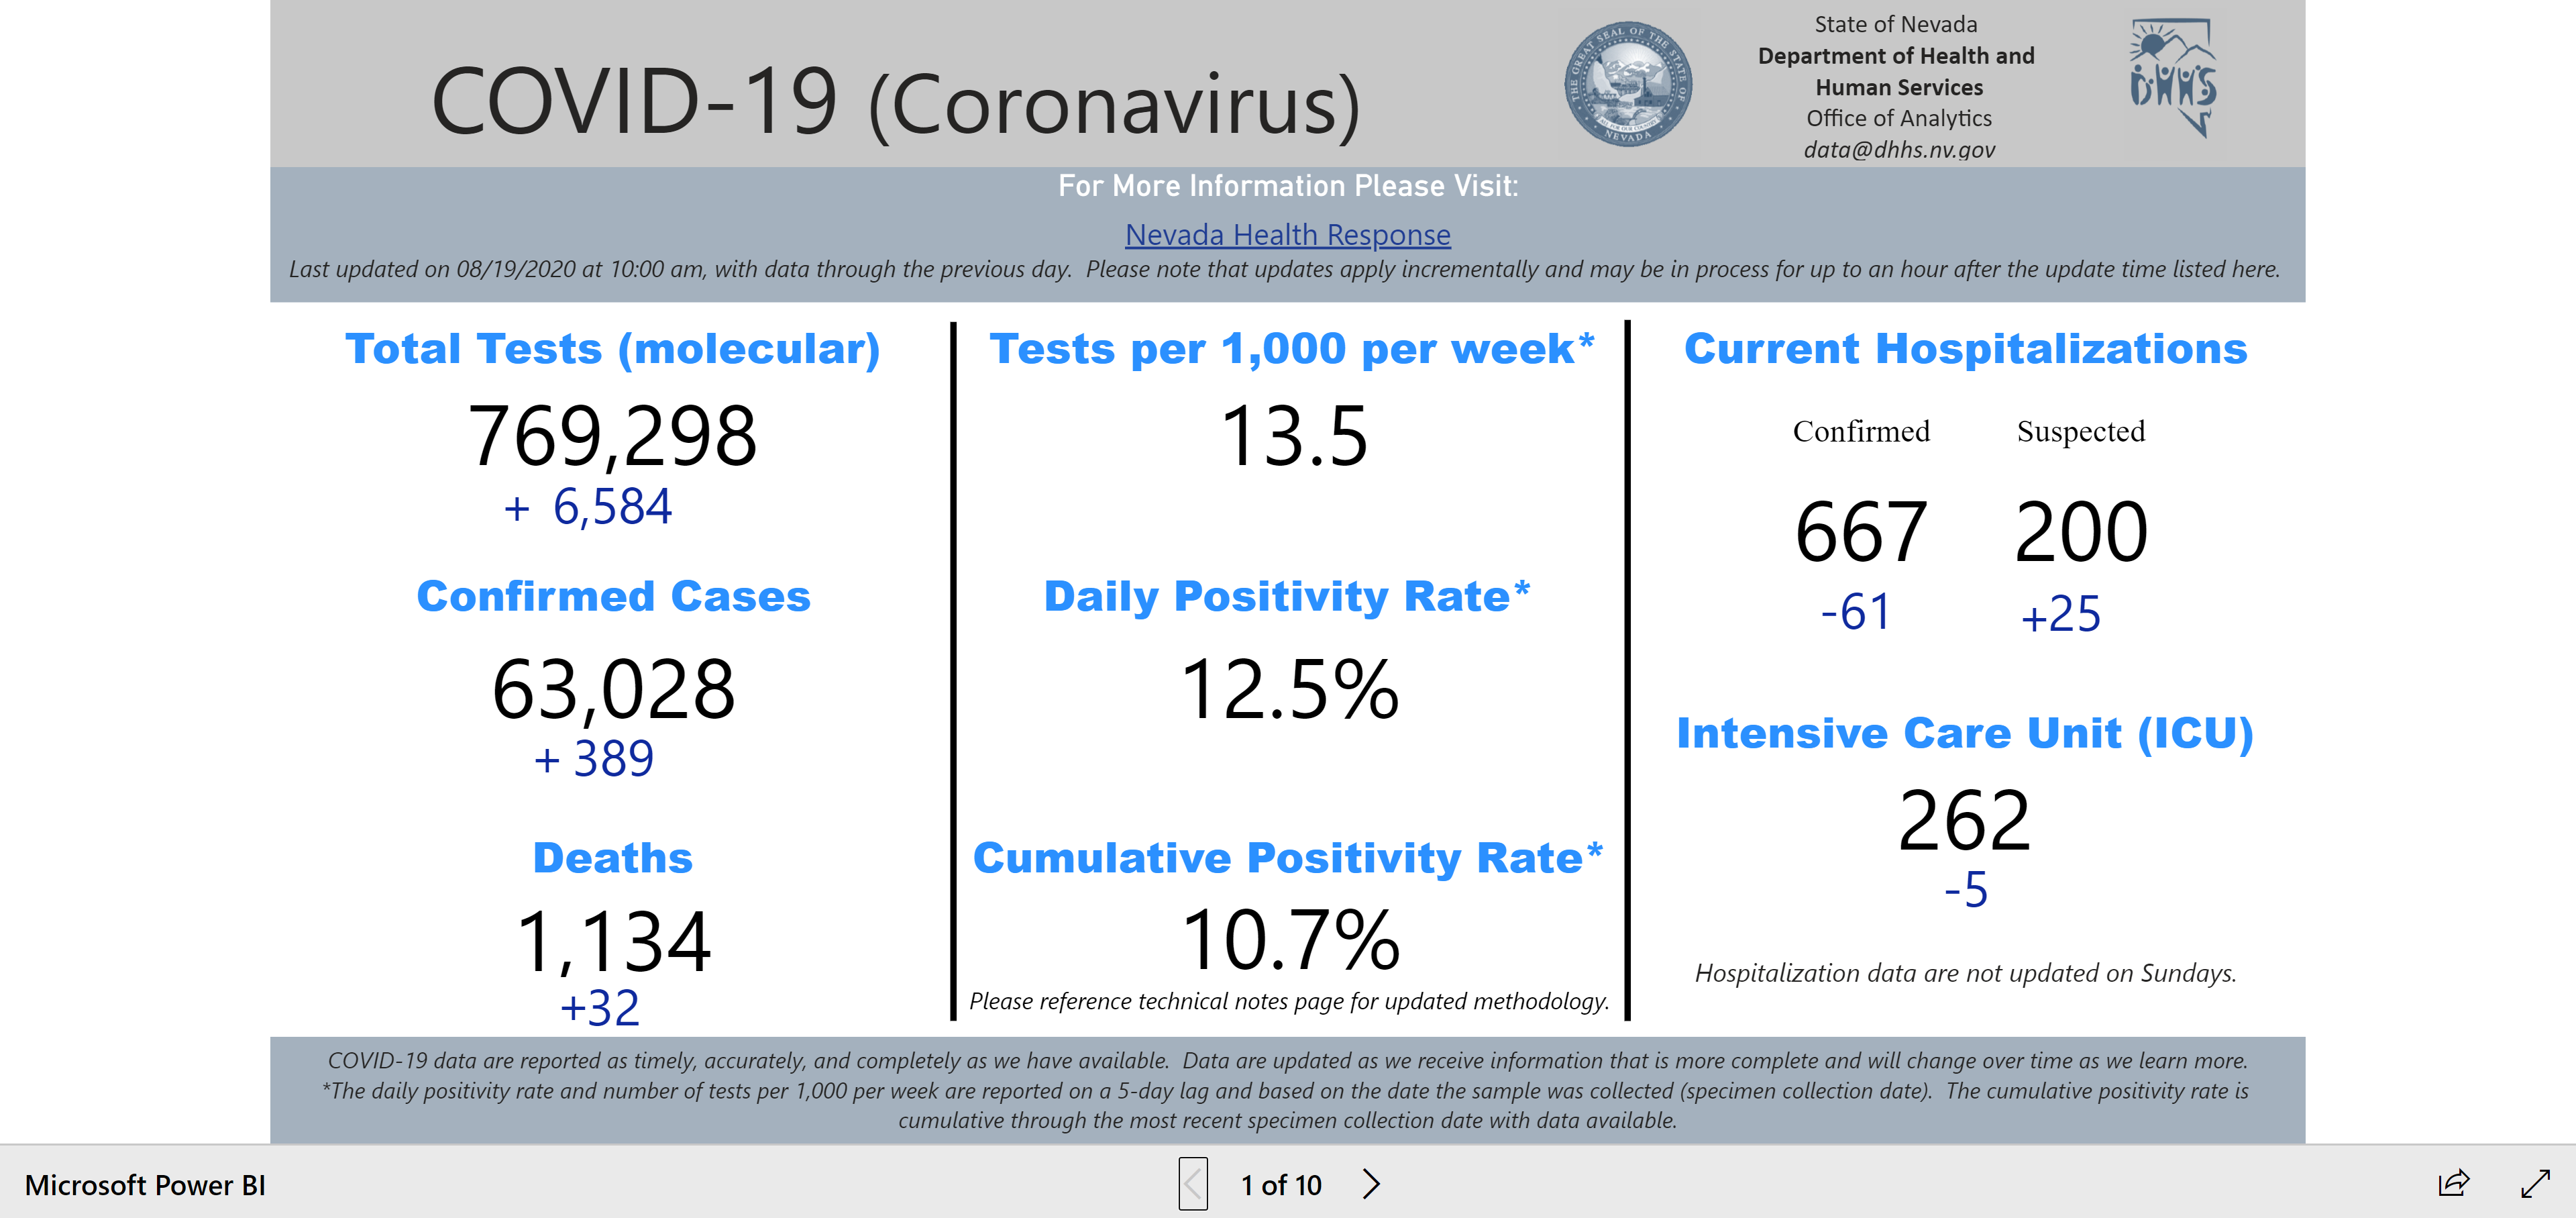 COVID-19 (Coronavirus)
THE GREAT SEAL OF THE STATE OF NEVADA
ALL FOR OUR COUNTRY
State of Nevada
Department of Health and
Human Services
Office of Analytics
data@dhhs.nv.gov
DHHS
For More Information Please Visit:
Nevada Health Response
Last updated on 08/19/2020 at 10:00 am, with data through the previous day.  Please note that updates apply incrementally and may be in process for up to an hour after the update time listed here.
Total Tests (molecular)
769,298
+ 6,584
Confirmed Cases
63,028
+ 389
Deaths
1,134
+32
Tests per 1,000 per week*
13.5
Daily Positivity Rate*
12.5%
Cumulative Positivity Rate*
10.7%
Please reference technical notes page for updated methodology.
Current Hospitalizations
Confirmed Suspected
667 200
-61 +25
Intensive Care Unit (ICU)
262
-5
Hospitalization data are not updated on Sundays.
COVID-19 data are reported as timely, accurately, and completely as we have available.  Data are updated as we receive information that is more complete and will change over time as we learn more.
*The daily positivity rate and number of tests per 1,000 per week are reported on a 5-day lag and based on the date the sample was collected (specimen collection date).  The cumulative positivity rate is
cumulative through the most recent specimen collection date with data available.
Microsoft Power BI
1 of 10